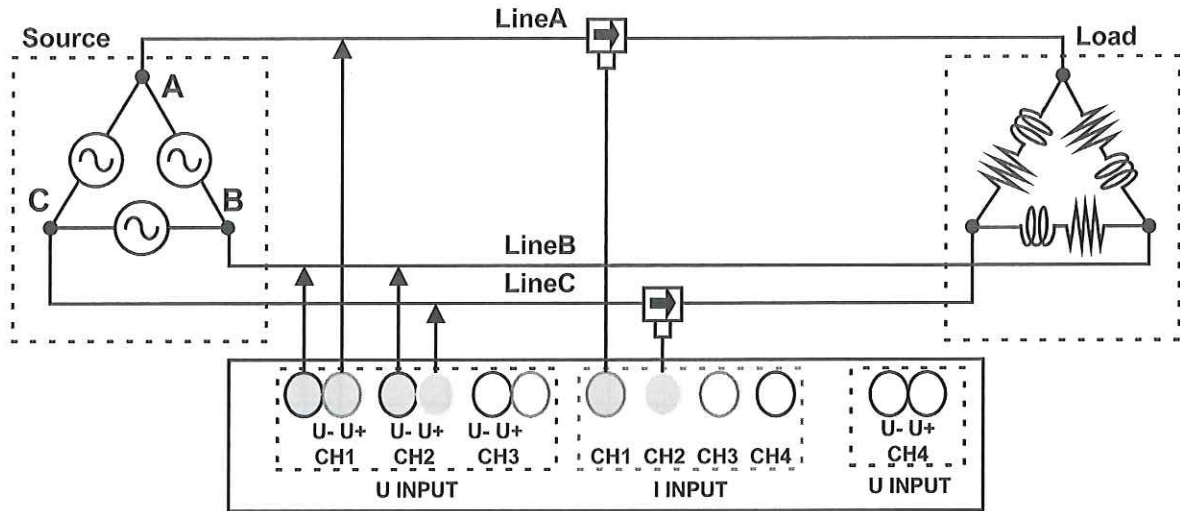 LineA
Source
Load
A
C
B
LineB
LineC
U- U+ U- U+ U- U+ U- U+
CH1 CH2 CH3 CH1 CH2 CH3 CH4 CH4
U INPUT I INPUT U INPUT